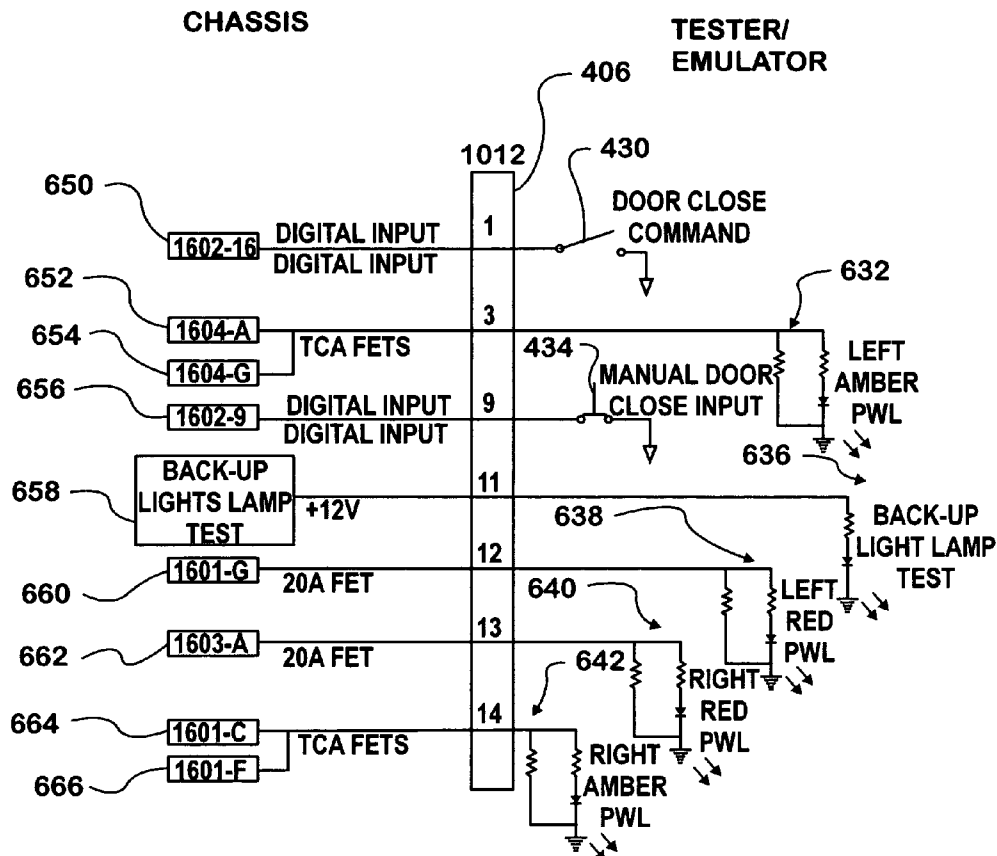 CHASSIS
TESTER/
EMULATOR
406
1012
430
650
DOOR CLOSE
COMMAND
1
DIGITAL INPUT
1602-16
DIGITAL INPUT
652
632
3
1604-A
654
TCA FETS
434
1604-G
LEFT
AMBER
PWL
656
MANUAL DOOR
CLOSE INPUT
9
DIGITAL INPUT
1602-9
DIGITAL INPUT
636
BACK-UP
LIGHTS LAMP
TEST
658
+12V
11
638
BACK-UP
LIGHT LAMP
TEST
12
1601-G
660
20A FET
640
LEFT
RED
PWL
13
1603-A
662
20A FET
642
RIGHT
RED
PWL
664
14
1601-C
TCA FETS
666
1601-F
RIGHT
AMBER
PWL